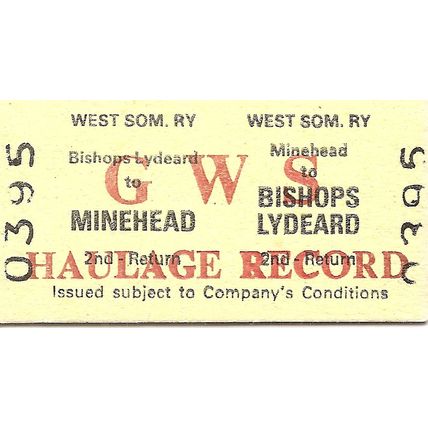 WEST SOM. RY WEST SOM. RY
Bishops Lydeard Minehead
to to
MINEHEAD BISHOPS LYDEARD
2nd - Return 2nd - Return
G W S
HAULAGE RECORD
Issued subject to Company's Conditions
0395
0395